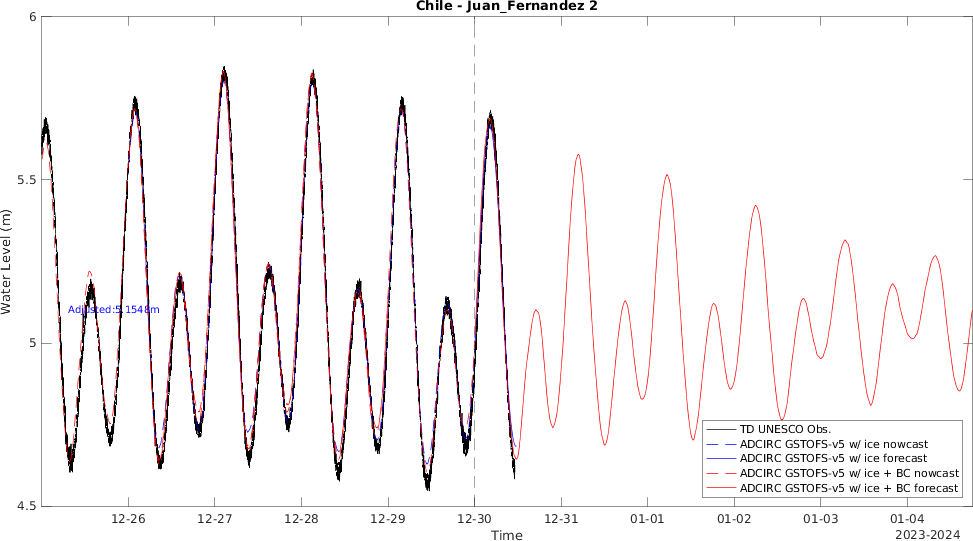 Chile - Juan_Fernandez 2
6
5.5
5
4.5
Water Level (m)
Adjusted:5.1548m
TD UNESCO Obs.
ADCIRC GSTOFS-v5 w/ ice nowcast
ADCIRC GSTOFS-v5 w/ ice forecast
ADCIRC GSTOFS-v5 w/ ice + BC nowcast
ADCIRC GSTOFS-v5 w/ ice + BC forecast
12-26 12-27 12-28 12-29 12-30 12-31 01-01 01-02 01-03 01-04
Time
2023-2024